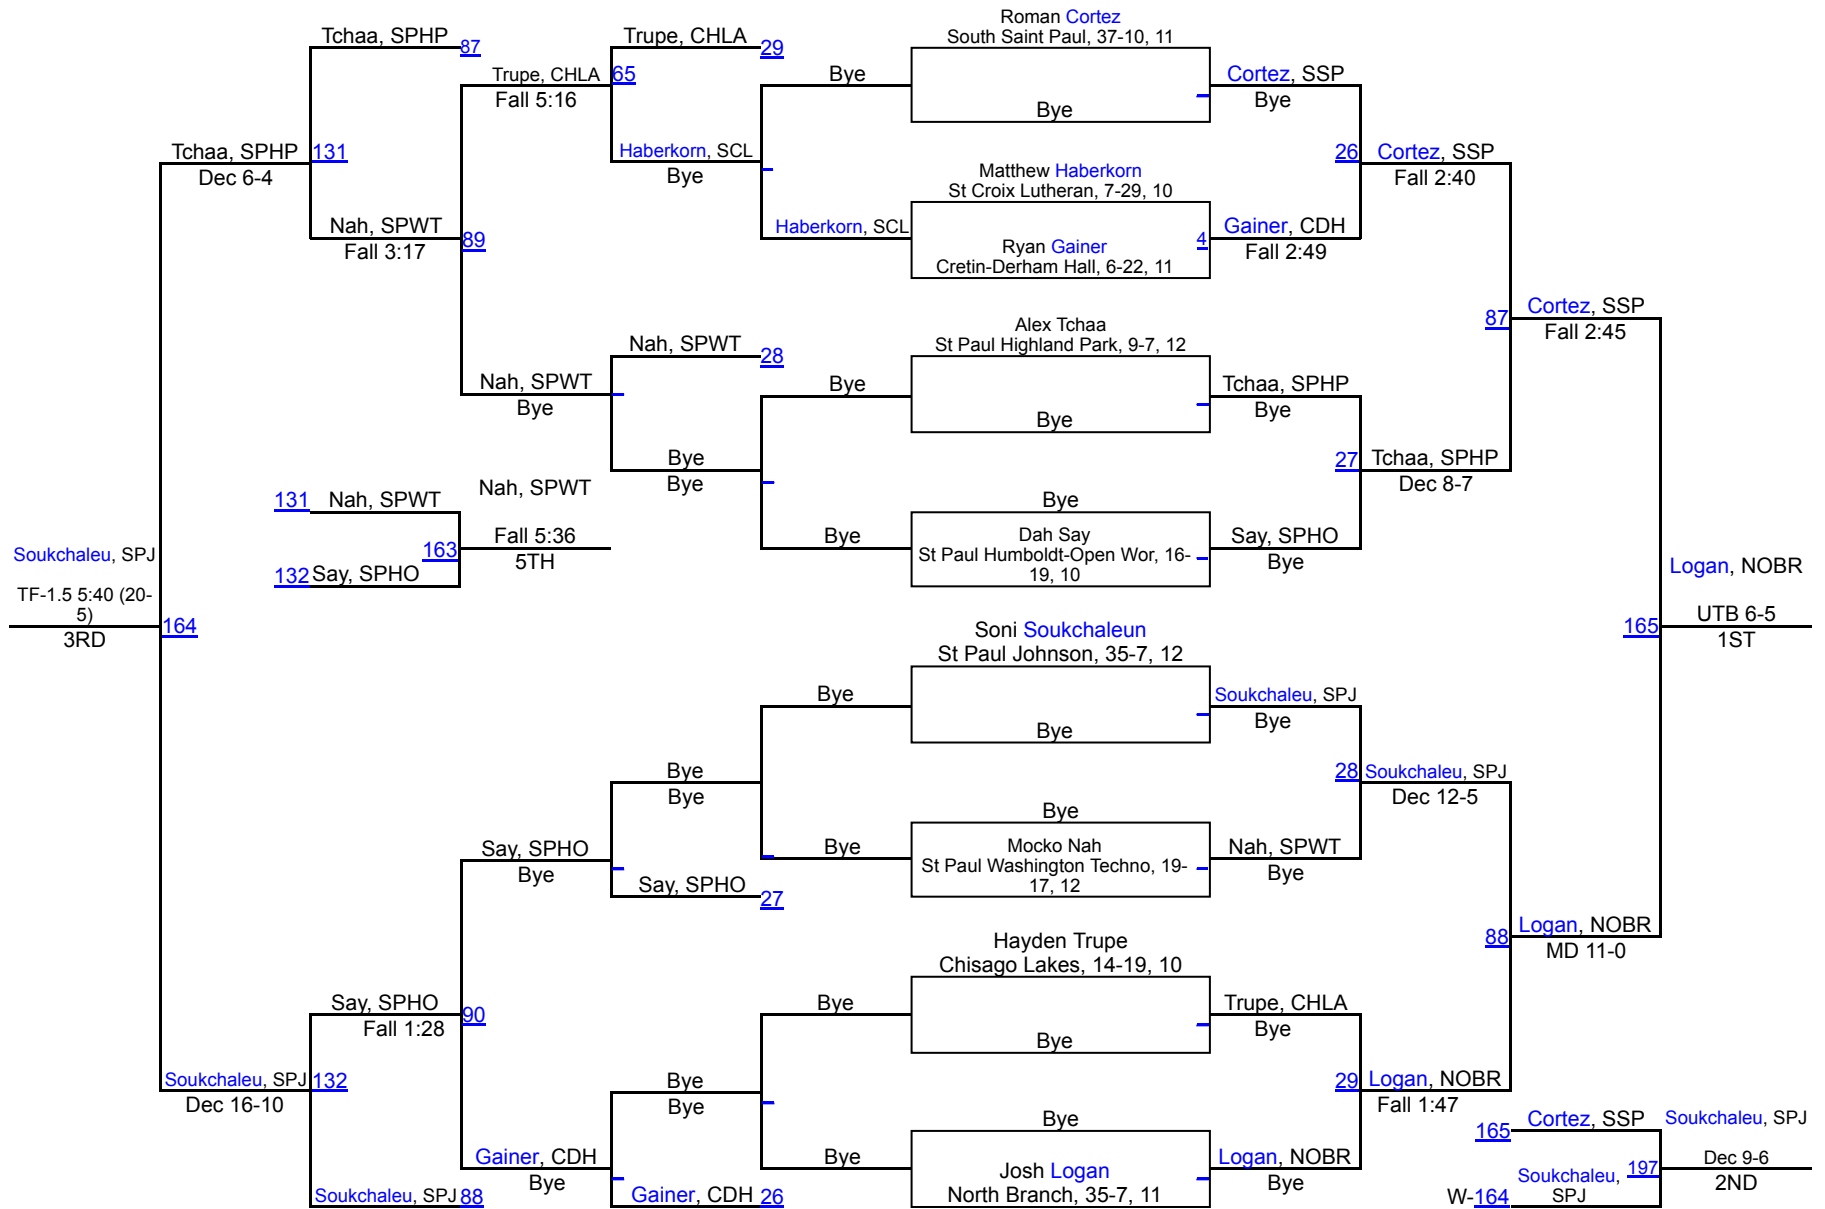 Roman Cortez
South Saint Paul, 37-10, 11
Tchaa, SPHP 87
Trupe, CHLA 29
Trupe, CHLA 65
Fall 5:16
Bye
Bye
Cortez, SSP
Bye
Tchaa, SPHP 131
Dec 6-4
Haberkorn, SCL
Bye
Matthew Haberkorn
St Croix Lutheran, 7-29, 10
26 Cortez, SSP
Fall 2:40
Nah, SPWT 89
Fall 3:17
Haberkorn, SCL
Ryan Gainer 4
Cretin-Derham Hall, 6-22, 11
Gainer, CDH
Fall 2:49
Alex Tchaa
St Paul Highland Park, 9-7, 12
87 Cortez, SSP
Fall 2:45
Nah, SPWT 28
Nah, SPWT
Bye
Bye
Bye
Tchaa, SPHP
Bye
Bye
Bye
27 Tchaa, SPHP
Dec 8-7
131 Nah, SPWT
Nah, SPWT
163 Fall 5:36
5TH
132 Say, SPHO
Bye
Bye
Dah Say
St Paul Humboldt-Open Wor, 16-
19, 10
Say, SPHO
Bye
Soukchaleu, SPJ
TF-1.5 5:40 (20-
5)
3RD
164
Logan, NOBR
165 UTB 6-5
1ST
Soni Soukchaleun
St Paul Johnson, 35-7, 12
Bye
Bye
Soukchaleu, SPJ
Bye
Bye
Bye
28 Soukchaleu, SPJ
Dec 12-5
Say, SPHO
Bye
Say, SPHO 27
Bye
Bye
Mocko Nah
St Paul Washington Techno, 19-
17, 12
Nah, SPWT
Bye
88 Logan, NOBR
MD 11-0
Hayden Trupe
Chisago Lakes, 14-19, 10
Say, SPHO 90
Fall 1:28
Bye
Bye
Trupe, CHLA
Bye
Soukchaleu, SPJ 132
Dec 16-10
Bye
Bye
29 Logan, NOBR
Fall 1:47
Gainer, CDH
Bye
Bye
Bye
Josh Logan
North Branch, 35-7, 11
Logan, NOBR
Bye
Soukchaleu, SPJ 88
Gainer, CDH 26
165 Cortez, SSP
Soukchaleu, SPJ
Soukchaleu, 197
W-164 SPJ
Dec 9-6
2ND